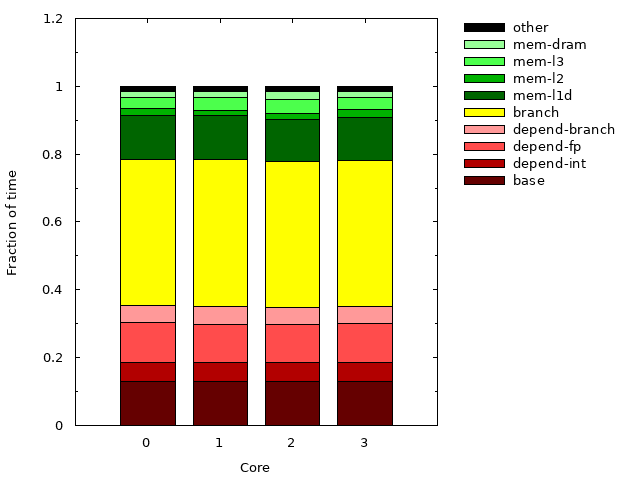 1.2
1
0.8
0.6
0.4
0.2
0
Fraction of time
0 1 2 3
Core
other
mem-dram
mem-l3
mem-l2
mem-l1d
branch
depend-branch
depend-fp
depend-int
base